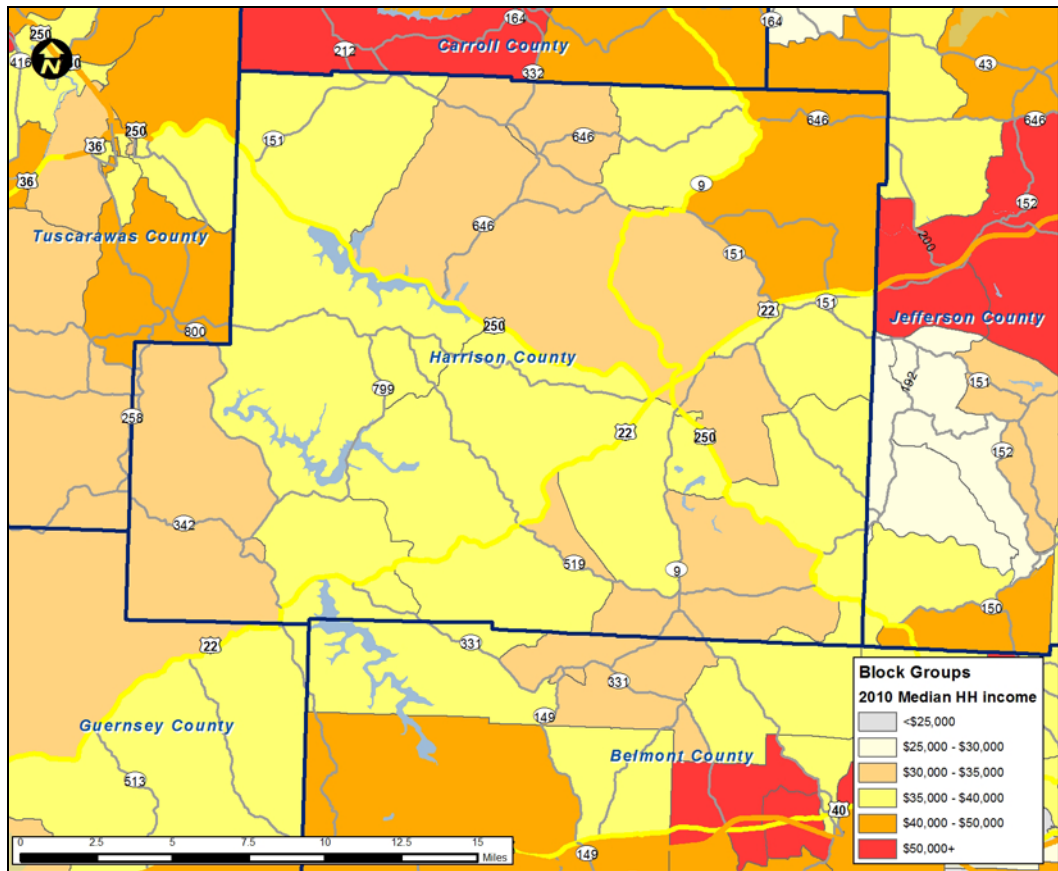 250
164
164
416
N
212
Carroll County
332
43
36
250
151
646
646
646
36
9
152
Tuscarawas County
646
151
200
151
22
800
250
Jefferson County
Harrison County
799
492
151
258
22
250
152
342
519
9
150
22
331
331
149
Guernsey County
Belmont County
513
40
149
Block Groups
2010 Median HH income
<$25,000
$25,000 - $30,000
$30,000 - $35,000
$35,000 - $40,000
$40,000 - $50,000
$50,000+
0 2.5 5 7.5 10 12.5 15
Miles